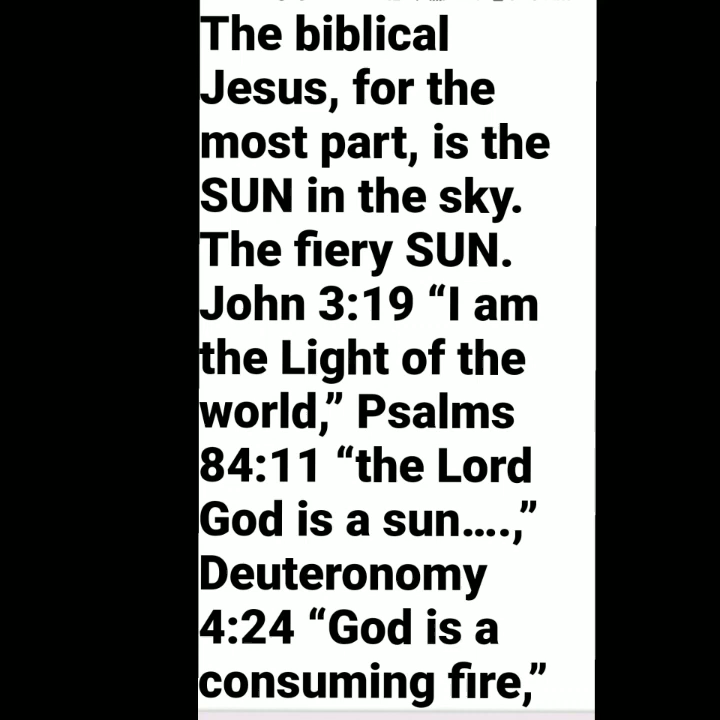 The biblical
Jesus, for the
most part, is the
SUN in the sky.
The fiery SUN.
John 3:19 “I am
the Light of the
world,” Psalms
84:11 “the Lord
God is a sun....,”
Deuteronomy
4:24 “God is a
consuming fire,”